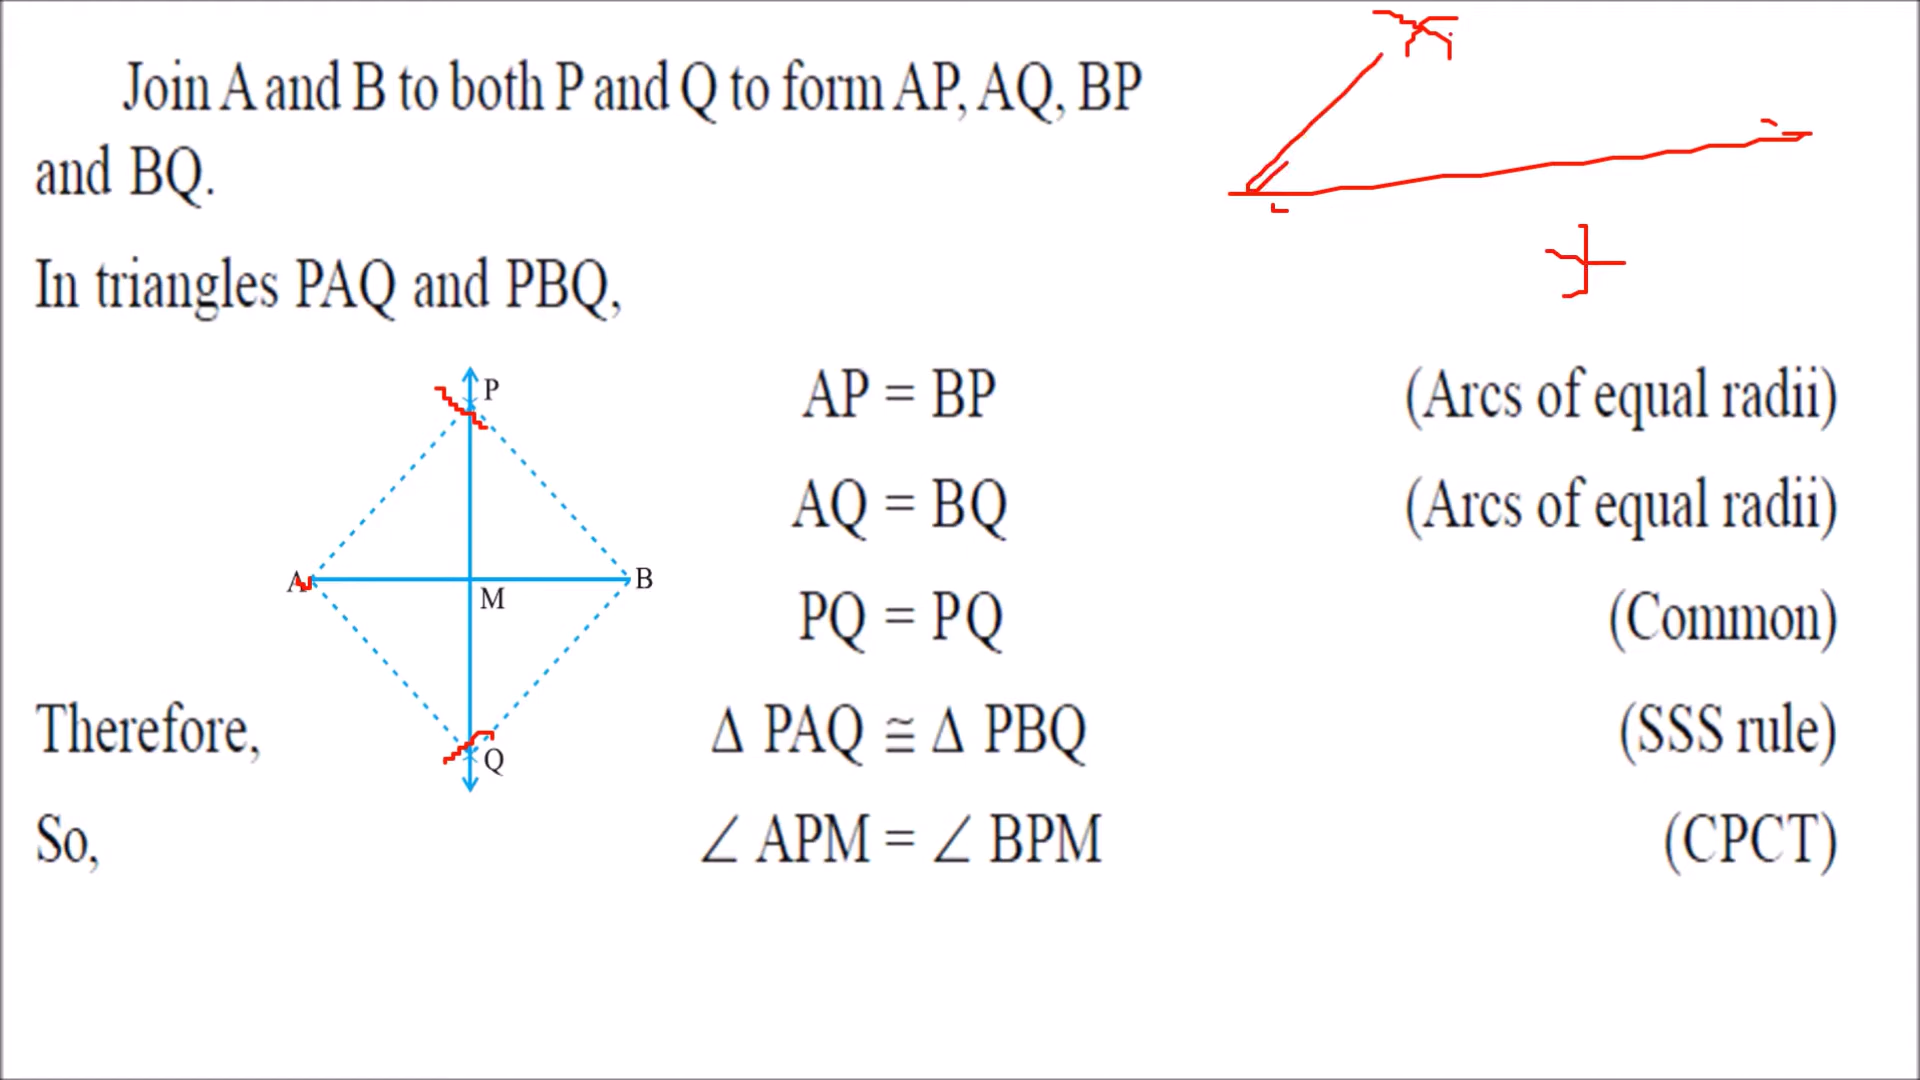 Join A and B to both P and Q to form AP, AQ, BP
and BQ.
In triangles PAQ and PBQ,
P
A
B
M
Q
AP = BP (Arcs of equal radii)
AQ = BQ (Arcs of equal radii)
PQ = PQ (Common)
Therefore, Δ PAQ ≅ Δ PBQ (SSS rule)
So, ∠ APM = ∠ BPM (CPCT)